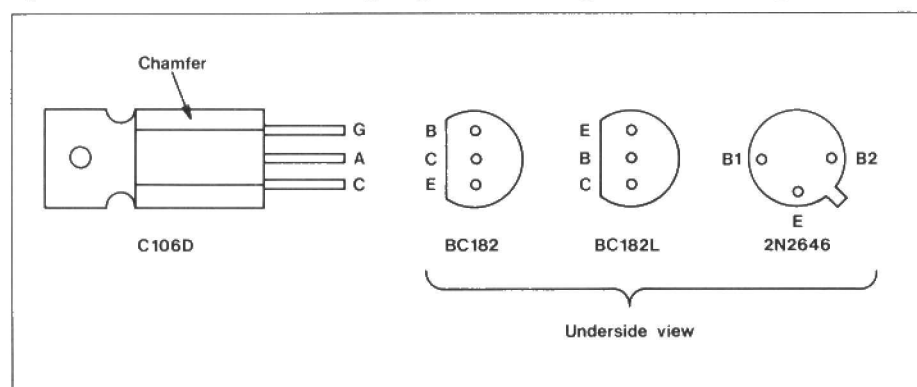 Chamfer
G
A
C
C106D
B
C
E
BC182
E
B
C
BC182L
B1
B2
E
2N2646
Underside view